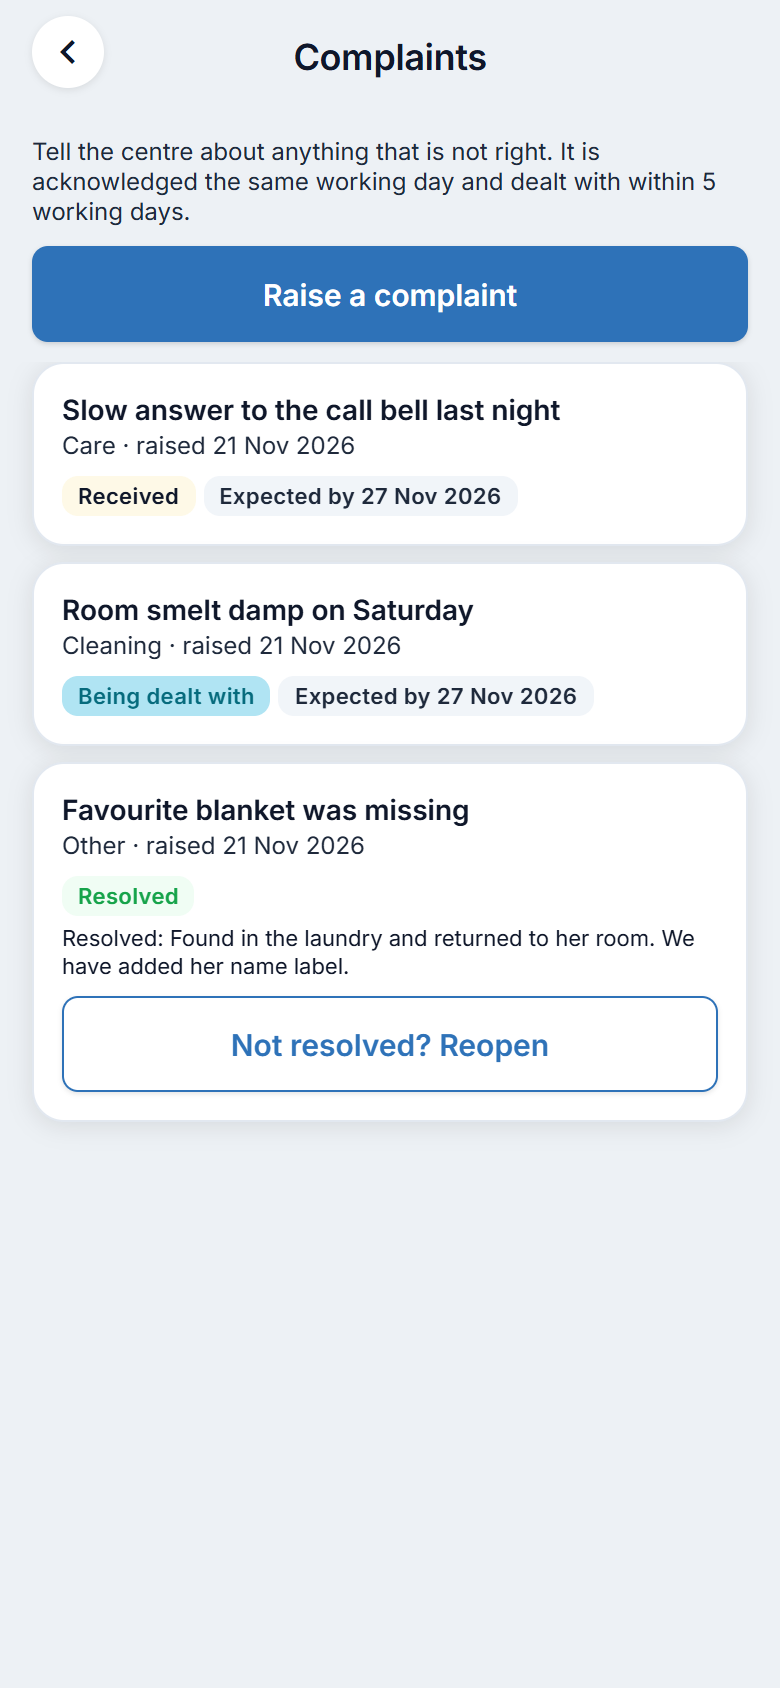 Complaints
Tell the centre about anything that is not right. It is
acknowledged the same working day and dealt with within 5
working days.
Raise a complaint
Slow answer to the call bell last night
Care · raised 21 Nov 2026
Received
Expected by 27 Nov 2026
Room smelt damp on Saturday
Cleaning · raised 21 Nov 2026
Being dealt with
Expected by 27 Nov 2026
Favourite blanket was missing
Other · raised 21 Nov 2026
Resolved
Resolved: Found in the laundry and returned to her room. We
have added her name label.
Not resolved? Reopen